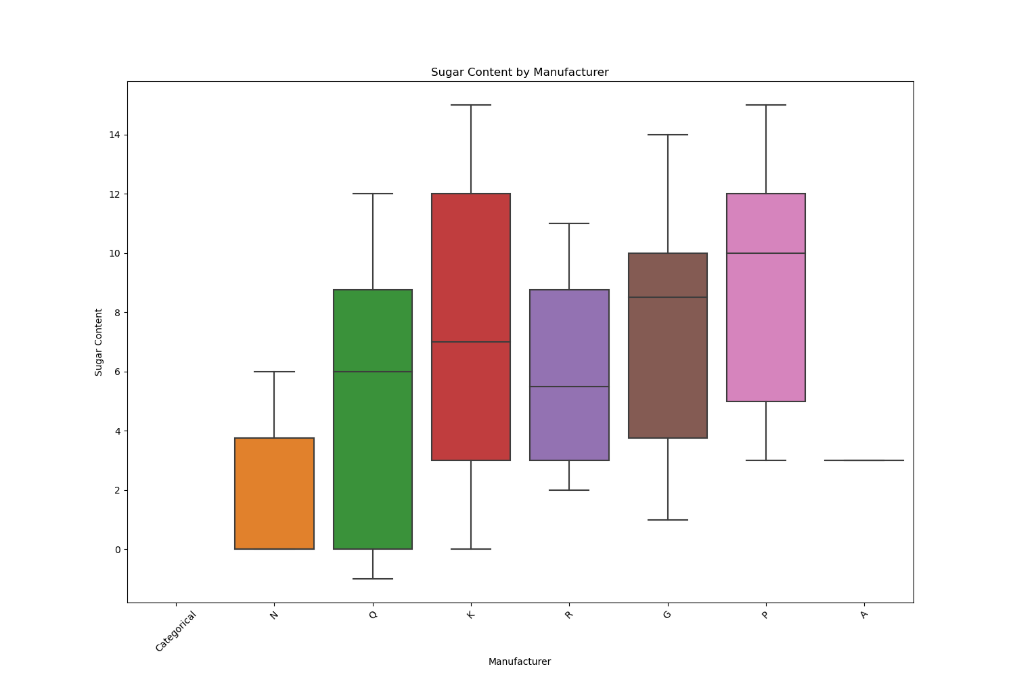 Sugar Content by Manufacturer
14
12
10
8
6
4
2
0
Sugar Content
Categorical
N
Q
K
R
G
P
A
Manufacturer